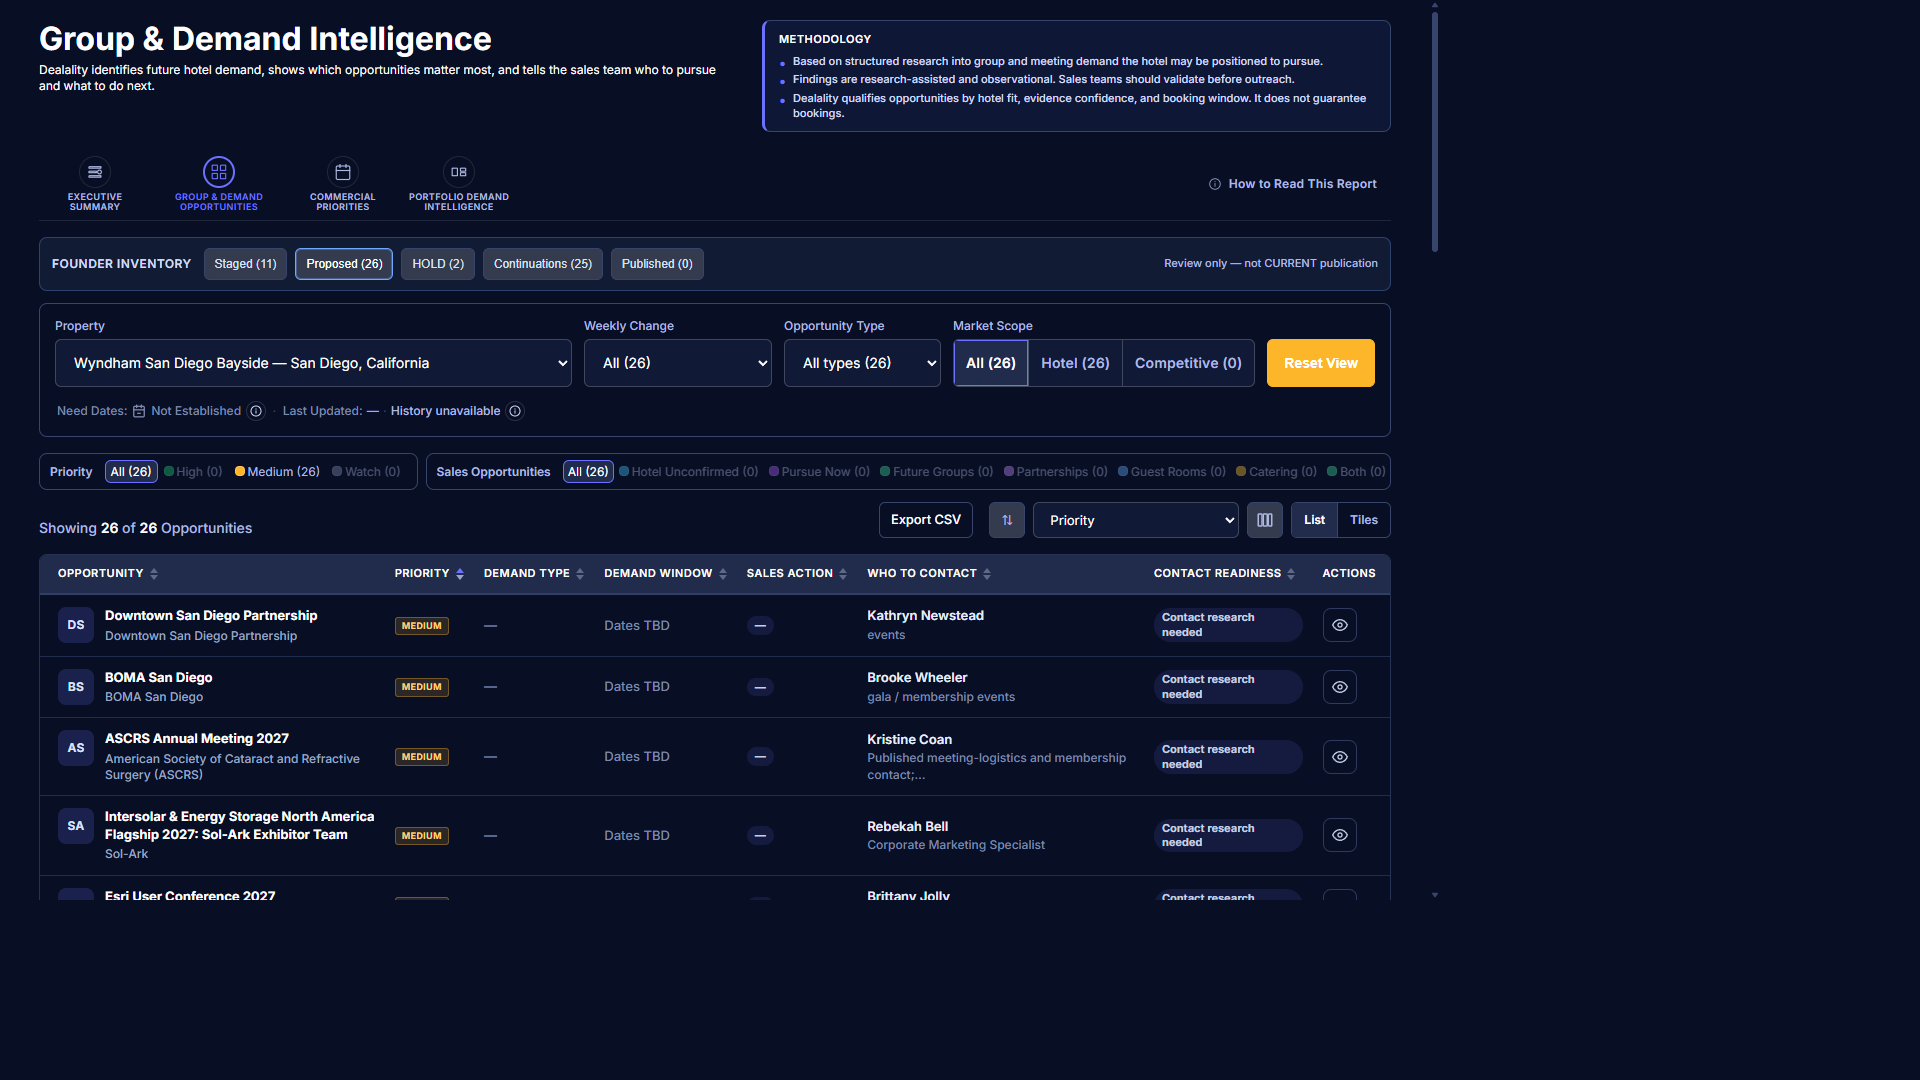 Group & Demand Intelligence
Dealality identifies future hotel demand, shows which opportunities matter most, and tells the sales team who to pursue
and what to do next.
METHODOLOGY
Based on structured research into group and meeting demand the hotel may be positioned to pursue.
Findings are research-assisted and observational. Sales teams should validate before outreach.
Dealality qualifies opportunities by hotel fit, evidence confidence, and booking window. It does not guarantee
bookings.
EXECUTIVE
SUMMARY
GROUP & DEMAND
OPPORTUNITIES
COMMERCIAL
PRIORITIES
PORTFOLIO DEMAND
INTELLIGENCE
How to Read This Report
FOUNDER INVENTORY Staged (11) Proposed (26) HOLD (2) Continuations (25) Published (0) Review only — not CURRENT publication
Property Weekly Change Opportunity Type Market Scope
Wyndham San Diego Bayside — San Diego, California All (26) All types (26) All (26) Hotel (26) Competitive (0) Reset View
Need Dates: Not Established · Last Updated: — · History unavailable
Priority All (26) High (0) Medium (26) Watch (0) Sales Opportunities All (26) Hotel Unconfirmed (0) Pursue Now (0) Future Groups (0) Partnerships (0) Guest Rooms (0) Catering (0) Both (0)
Showing 26 of 26 Opportunities Export CSV Priority List Tiles
OPPORTUNITY PRIORITY DEMAND TYPE DEMAND WINDOW SALES ACTION WHO TO CONTACT CONTACT READINESS ACTIONS
DS Downtown San Diego Partnership
Downtown San Diego Partnership
MEDIUM — Dates TBD —
Kathryn Newstead
events
Contact research
needed
BS BOMA San Diego
BOMA San Diego
MEDIUM — Dates TBD —
Brooke Wheeler
gala / membership events
Contact research
needed
AS ASCRS Annual Meeting 2027
American Society of Cataract and Refractive
Surgery (ASCRS)
MEDIUM — Dates TBD —
Kristine Coan
Published meeting-logistics and membership
contact;...
Contact research
needed
SA Intersolar & Energy Storage North America
Flagship 2027: Sol-Ark Exhibitor Team
Sol-Ark
MEDIUM — Dates TBD —
Rebekah Bell
Corporate Marketing Specialist
Contact research
needed
Esri User Conference 2027
Brittany Jolly
Contact research